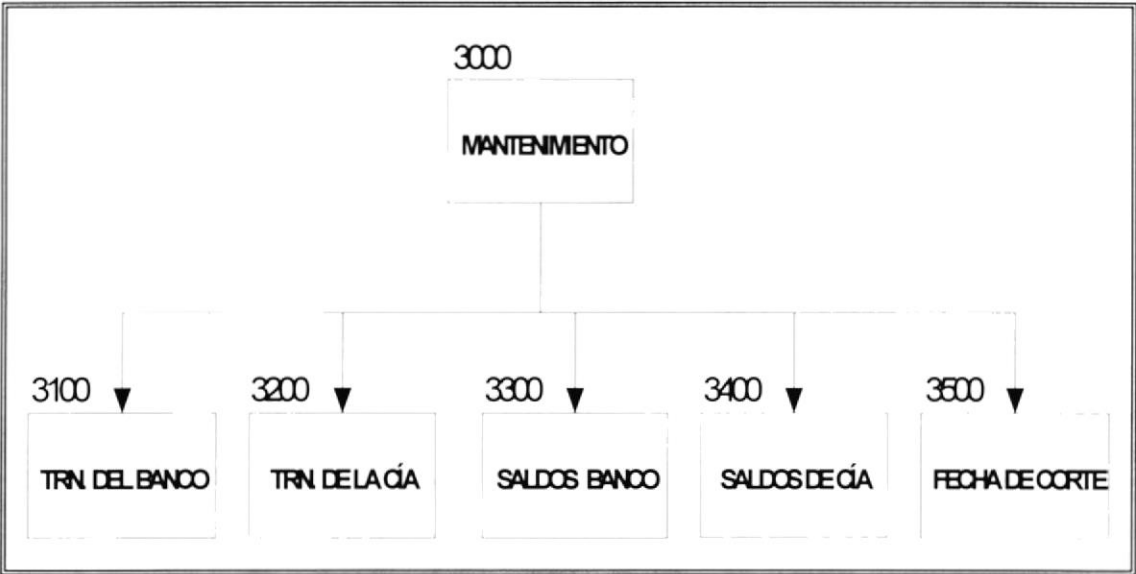 3000
MANTENIMIENTO
3100
3200
3300
3400
3500
TRN. DEL BANCO
TRN. DE LA CÍA
SALDOS BANCO
SALDOS DE CÍA
FECHA DE CORTE